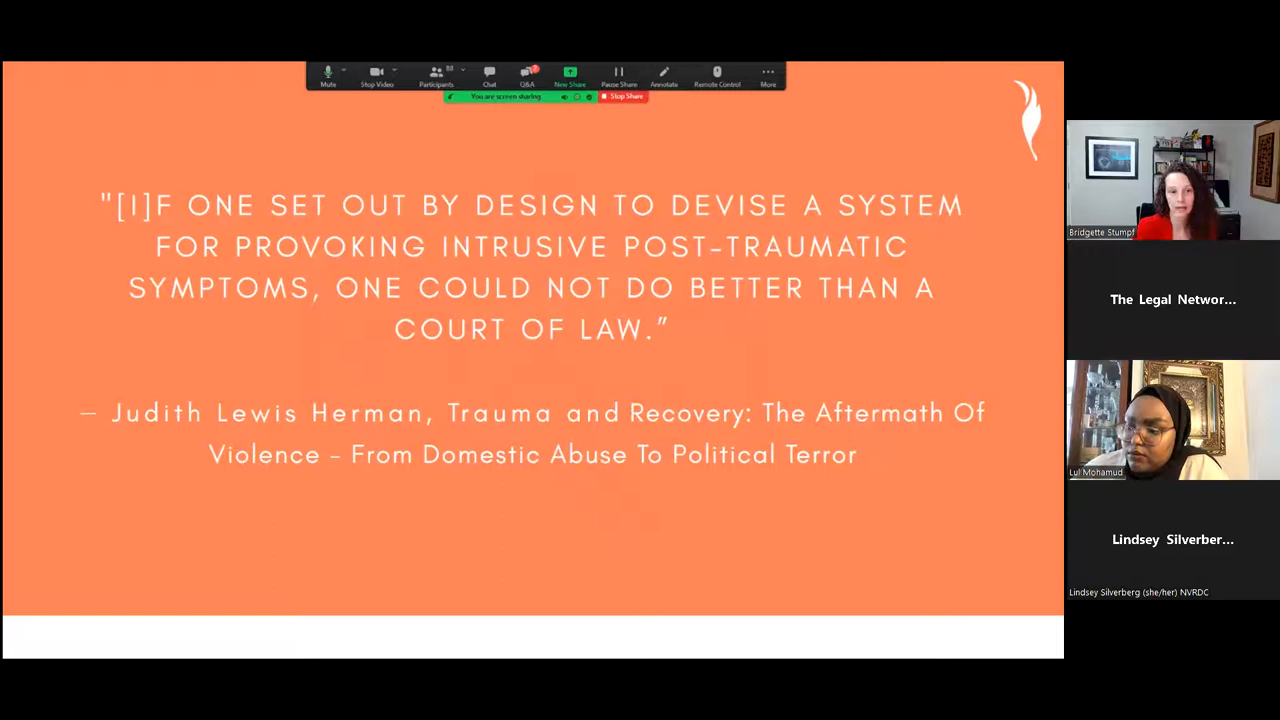 Mute
Stop Video
Participants
Chat
Q&A
New Share
Pause Share
Annotate
Remote Control
More
You are screen sharing
Stop Share
"[I]F ONE SET OUT BY DESIGN TO DEVISE A SYSTEM
FOR PROVOKING INTRUSIVE POST-TRAUMATIC
SYMPTOMS, ONE COULD NOT DO BETTER THAN A
COURT OF LAW.”
— Judith Lewis Herman, Trauma and Recovery: The Aftermath Of
Violence - From Domestic Abuse To Political Terror
Bridgette Stumpf
The Legal Networ...
Lul Mohamud
Lindsey Silverber...
Lindsey Silverberg (she/her) NVRDC